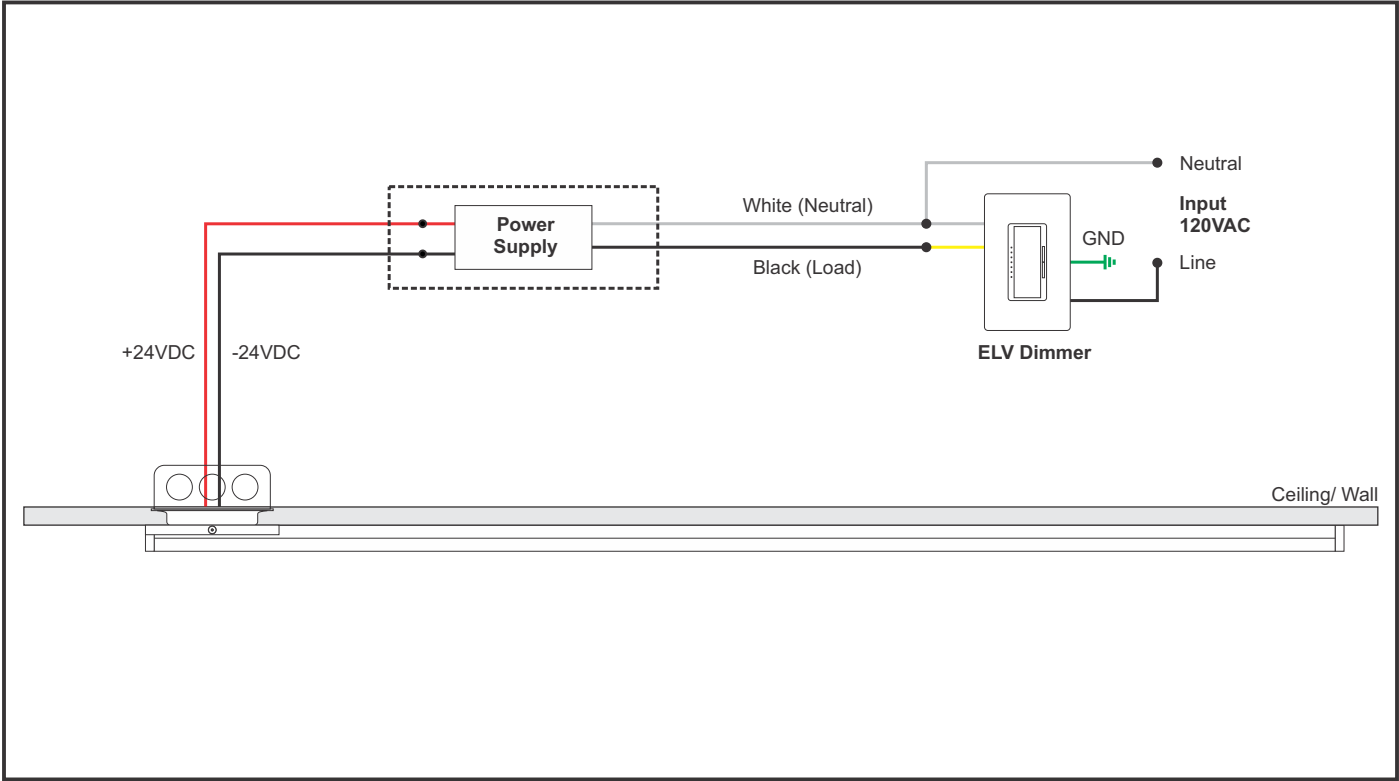 Neutral
White (Neutral)
Input
120VAC
Power
Supply
GND
Line
Black (Load)
+24VDC
-24VDC
ELV Dimmer
Ceiling/ Wall